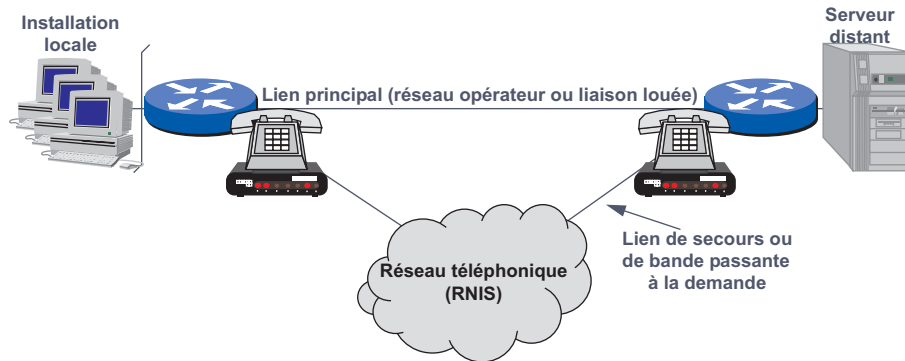 Installation
locale
Serveur
distant
Lien principal (réseau opérateur ou liaison louée)
Lien de secours ou
de bande passante
à la demande
Réseau téléphonique
(RNIS)